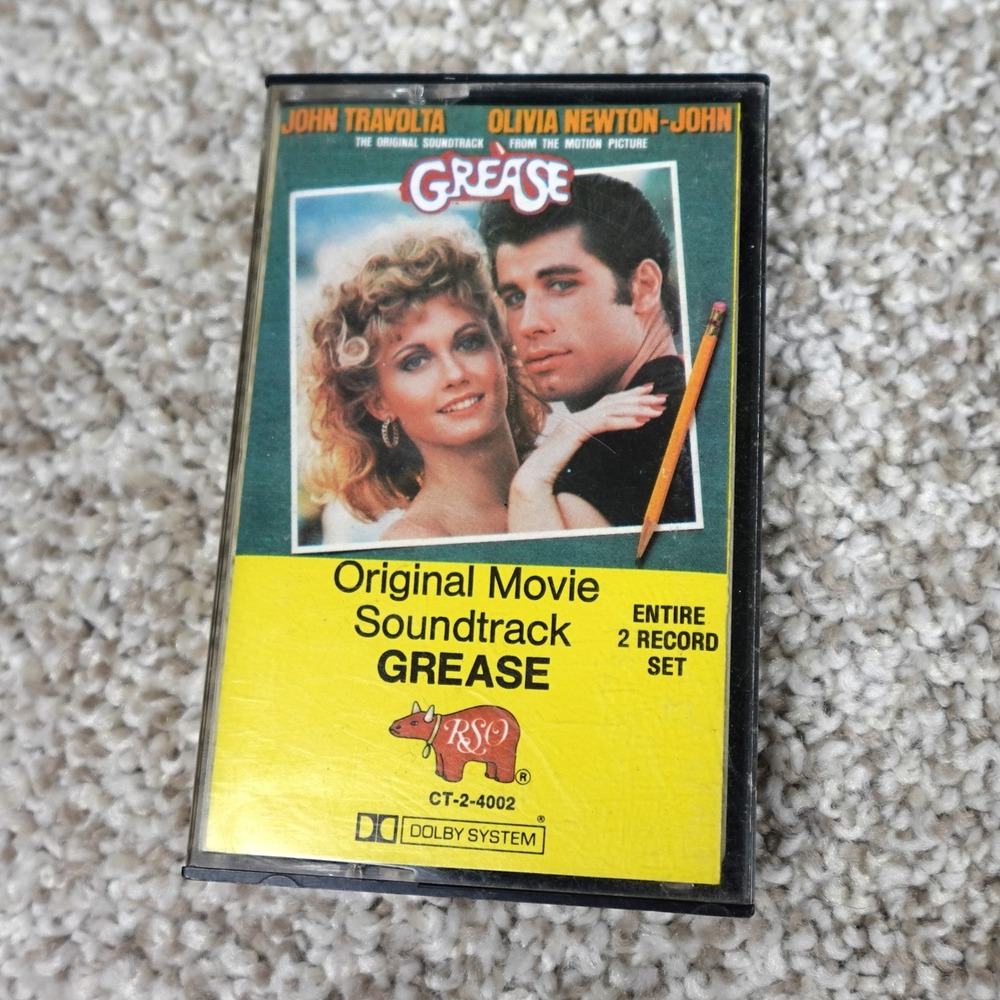 JOHN TRAVOLTA OLIVIA NEWTON-JOHN
THE ORIGINAL SOUNDTRACK FROM THE MOTION PICTURE
GREASE
Original Movie
Soundtrack
GREASE
ENTIRE
2 RECORD
SET
RSO
®
CT-2-4002
DOLBY SYSTEM®